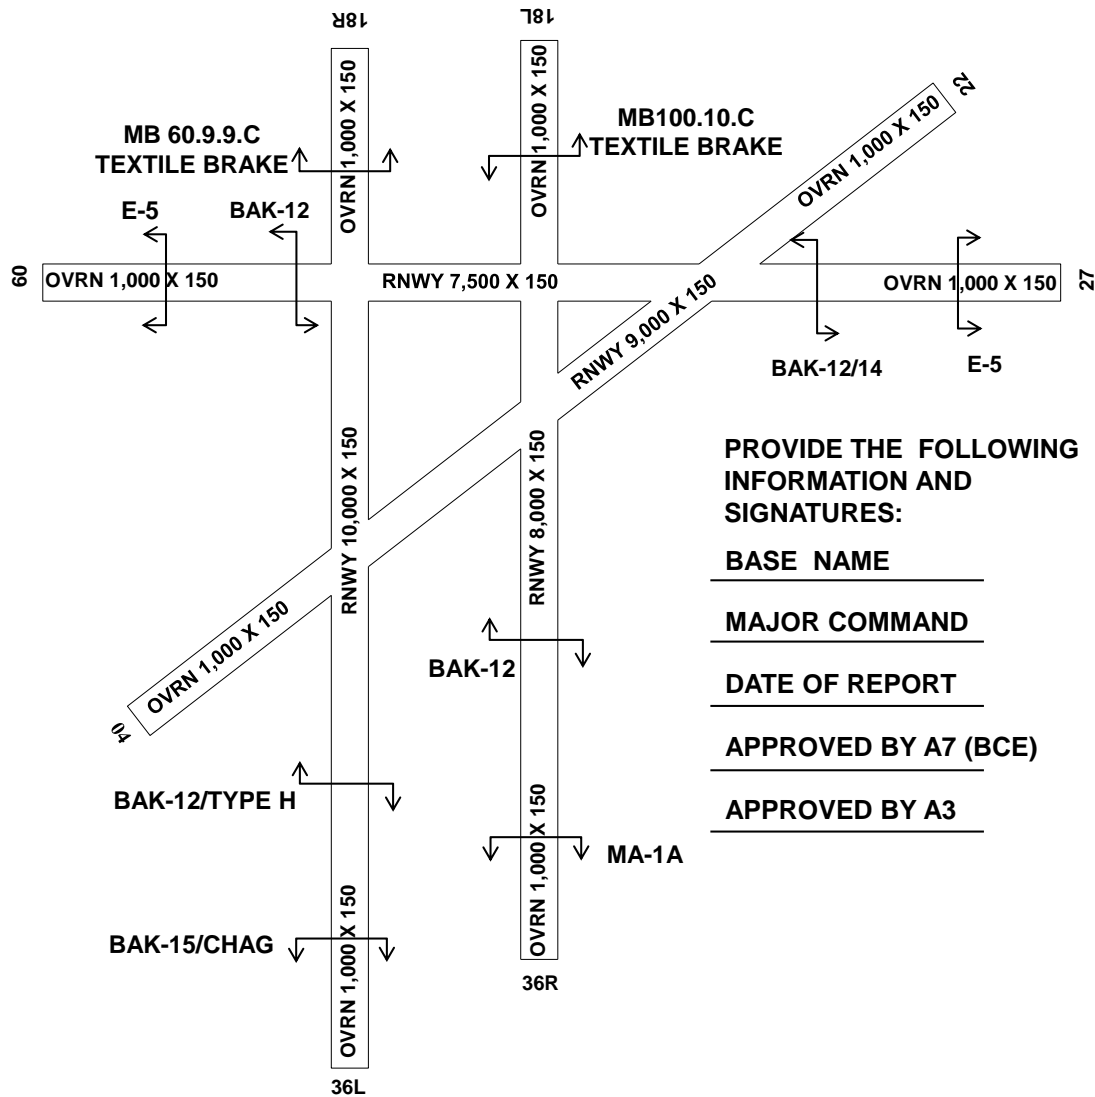 18R
18L
22
OVRN 1,000 X 150
OVRN 1,000 X 150
OVRN 1,000 X 150
MB 60.9.9.C
TEXTILE BRAKE
MB100.10.C
TEXTILE BRAKE
E-5
BAK-12
09
OVRN 1,000 X 150
RNWY 7,500 X 150
OVRN 1,000 X 150
27
RNWY 9,000 X 150
BAK-12/14
E-5
RNWY 10,000 X 150
RNWY 8,000 X 150
PROVIDE THE FOLLOWING
INFORMATION AND
SIGNATURES:
BASE NAME
MAJOR COMMAND
DATE OF REPORT
APPROVED BY A7 (BCE)
APPROVED BY A3
OVRN 1,000 X 150
04
BAK-12
BAK-12/TYPE H
OVRN 1,000 X 150
MA-1A
BAK-15/CHAG
OVRN 1,000 X 150
36R
36L